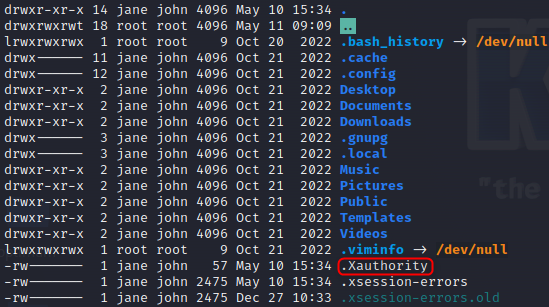 drwxr-xr-x 14 jane john 4096 May 10 15:34 .
drwxrwxrwt 18 root root 4096 May 11 09:09 ..
lrwxrwxrwx 1 root root 9 Oct 20 2022 .bash_history → /dev/null
drwx------ 11 jane john 4096 Oct 21 2022 .cache
drwx------ 12 jane john 4096 Oct 21 2022 .config
drwxr-xr-x 2 jane john 4096 Oct 21 2022 Desktop
drwxr-xr-x 2 jane john 4096 Oct 21 2022 Documents
drwxr-xr-x 2 jane john 4096 Oct 21 2022 Downloads
drwx------ 3 jane john 4096 Oct 21 2022 .gnupg
drwx------ 3 jane john 4096 Oct 21 2022 .local
drwxr-xr-x 2 jane john 4096 Oct 21 2022 Music
drwxr-xr-x 2 jane john 4096 Oct 21 2022 Pictures
drwxr-xr-x 2 jane john 4096 Oct 21 2022 Public
drwxr-xr-x 2 jane john 4096 Oct 21 2022 Templates
drwxr-xr-x 2 jane john 4096 Oct 21 2022 Videos
lrwxrwxrwx 1 root root 9 Oct 21 2022 .viminfo → /dev/null
-rw------- 1 jane john 57 May 10 15:34 .Xauthority
-rw------- 1 jane john 2475 May 10 15:34 .xsession-errors
-rw------- 1 jane john 2475 Dec 27 10:33 .xsession-errors.old
"the